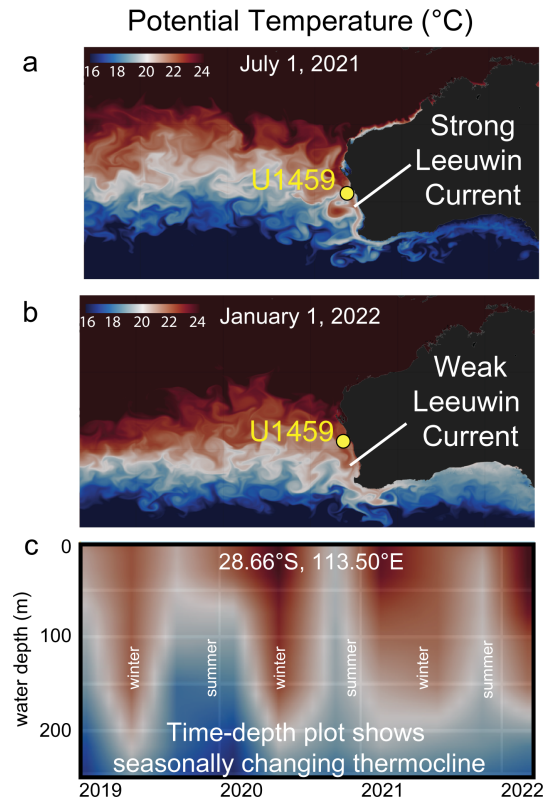 Potential Temperature (°C)
a
16 18 20 22 24
July 1, 2021
Strong
Leeuwin
Current
U1459
b
16 18 20 22 24
January 1, 2022
Weak
Leeuwin
Current
U1459
c
0
100
200
water depth (m)
28.66°S, 113.50°E
winter
summer
winter
summer
winter
summer
Time-depth plot shows
seasonally changing thermocline
2019 2020 2021 2022